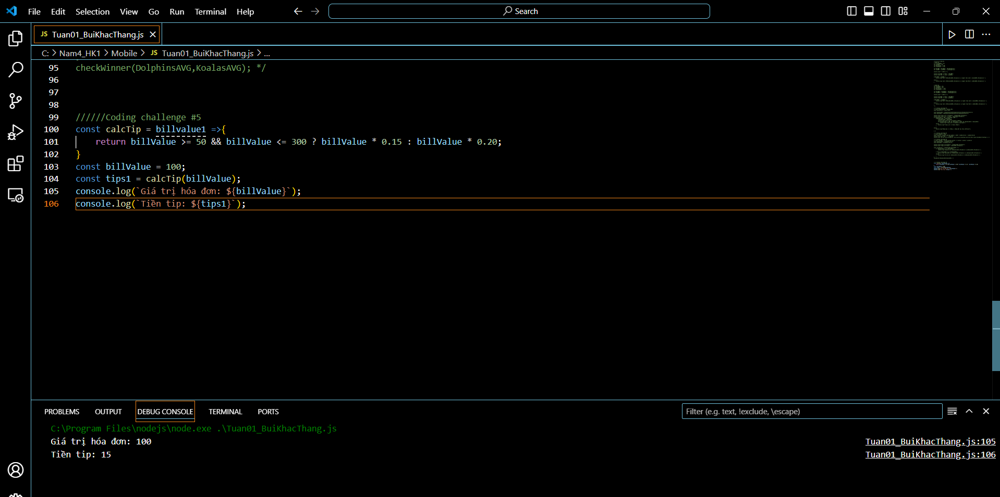 File Edit Selection View Go Run Terminal Help
Search
JS Tuan01_BuiKhacThang.js
C: > Nam4_HK1 > Mobile > JS Tuan01_BuiKhacThang.js > ...
95 checkWinner(DolphinsAVG,KoalasAVG); */
96
97
98
99 //////Coding challenge #5
100 const calcTip = billvalue1 =>{
101 return billValue >= 50 && billValue <= 300 ? billValue * 0.15 : billValue * 0.20;
102 }
103 const billValue = 100;
104 const tips1 = calcTip(billValue);
105 console.log(`Giá trị hóa đơn: ${billValue}`);
106 console.log(`Tiền tip: ${tips1}`);
PROBLEMS OUTPUT DEBUG CONSOLE TERMINAL PORTS
Filter (e.g. text, !exclude, \escape)
C:\Program Files\nodejs\node.exe .\Tuan01_BuiKhacThang.js
Giá trị hóa đơn: 100 Tuan01_BuiKhacThang.js:105
Tiền tip: 15 Tuan01_BuiKhacThang.js:106